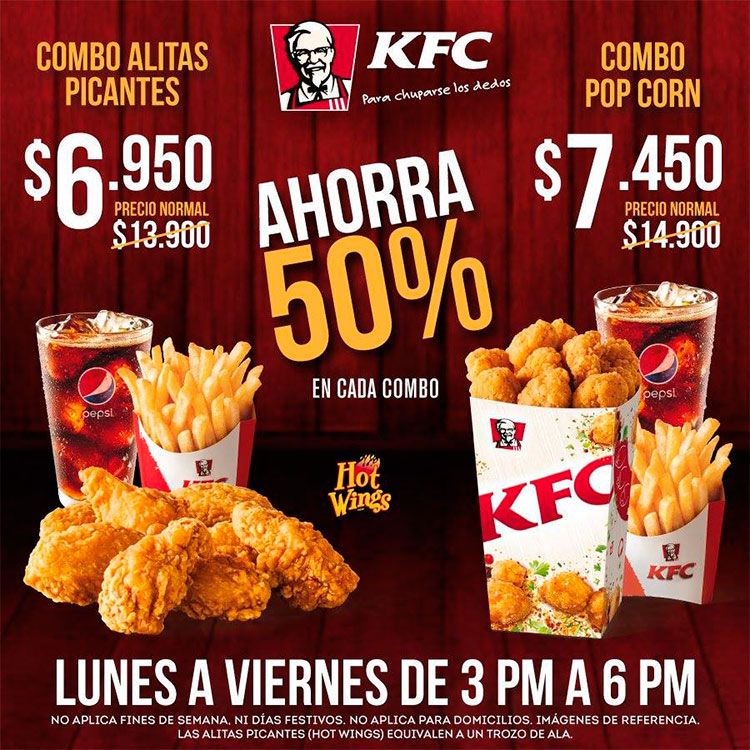 COMBO ALITAS
PICANTES
$6.950
PRECIO NORMAL
$13.900
KFC
Para chuparse los dedos
COMBO
POP CORN
$7.450
PRECIO NORMAL
$14.900
AHORRA
50%
EN CADA COMBO
pepsi
KFC
Hot
Wings
pepsi
KFC
KFC
LUNES A VIERNES DE 3 PM A 6 PM
NO APLICA FINES DE SEMANA, NI DÍAS FESTIVOS. NO APLICA PARA DOMICILIOS. IMÁGENES DE REFERENCIA.
LAS ALITAS PICANTES (HOT WINGS) EQUIVALEN A UN TROZO DE ALA.